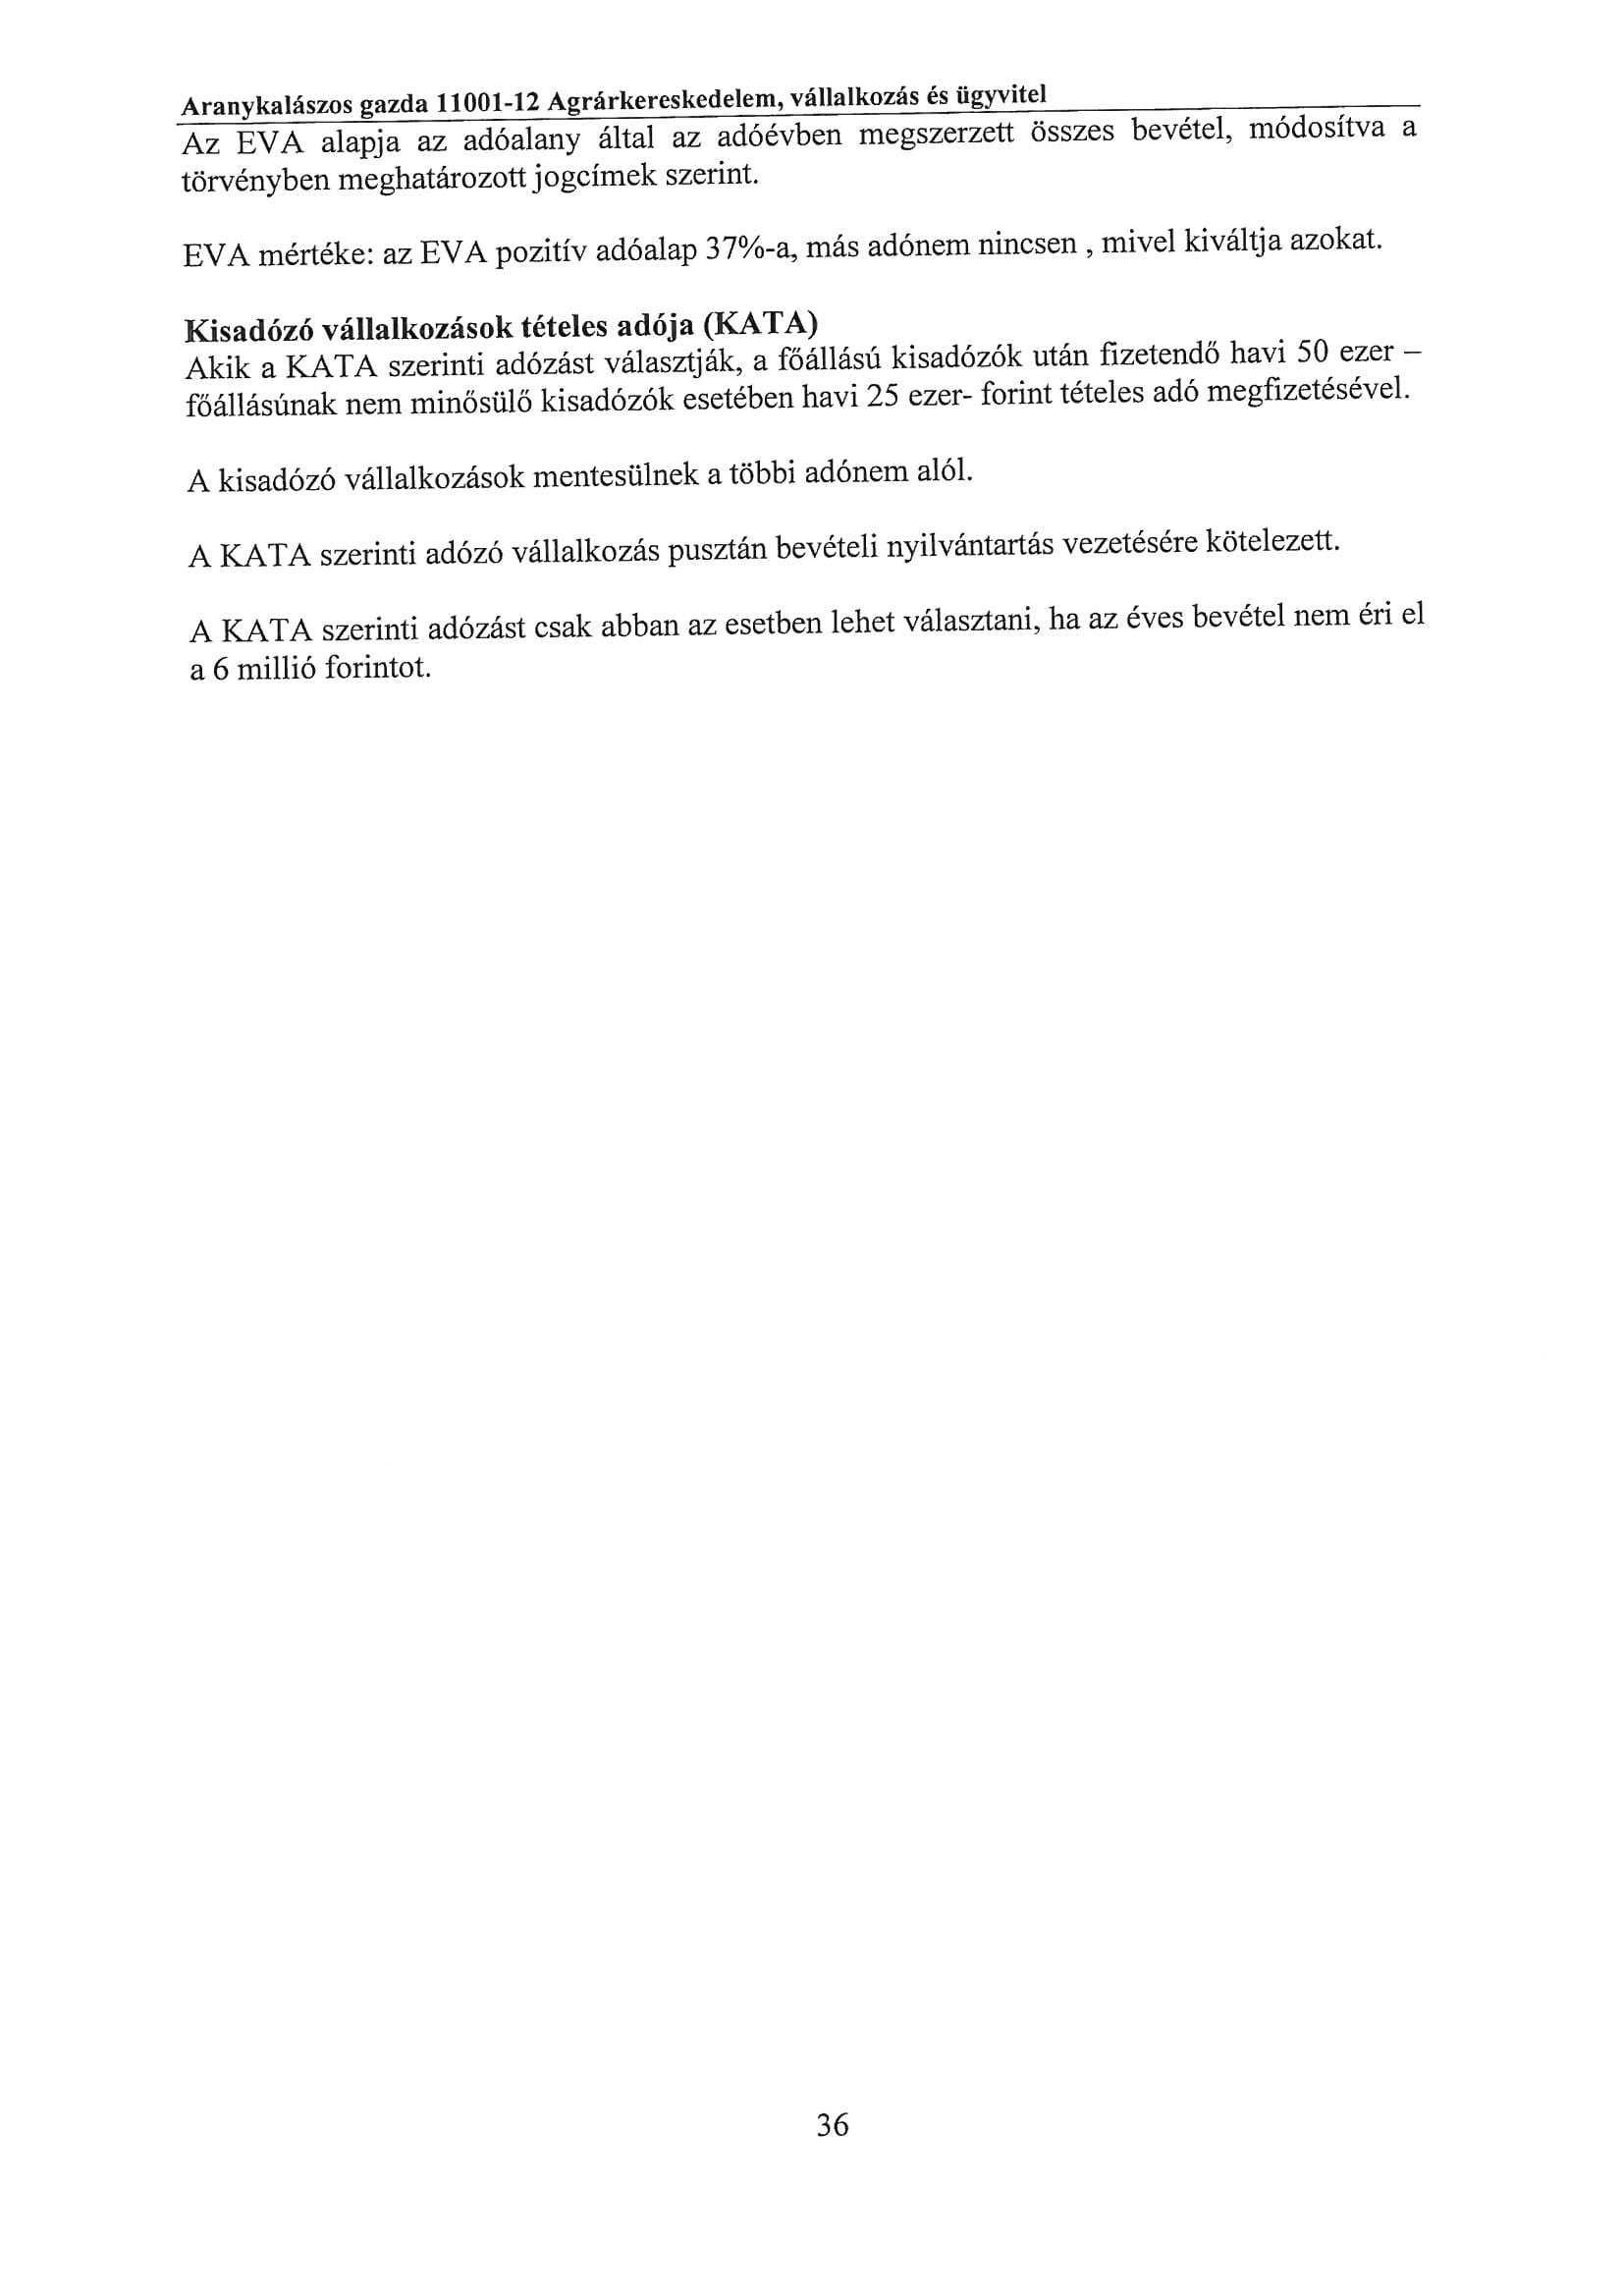 Aranykalászos gazda 11001-12 Agrárkereskedelem, vállalkozás és ügyvitel
Az EVA alapja az adóalany által az adóévben megszerzett összes bevétel, módosítva a
törvényben meghatározott jogcímek szerint.
EVA mértéke: az EVA pozitív adóalap 37%-a, más adónem nincsen , mivel kiváltja azokat.
Kisadózó vállalkozások tételes adója (KATA)
Akik a KATA szerinti adózást választják, a főállású kisadózók után fizetendő havi 50 ezer –
főállásúnak nem minősülő kisadózók esetében havi 25 ezer- forint tételes adó megfizetésével.
A kisadózó vállalkozások mentesülnek a többi adónem alól.
A KATA szerinti adózó vállalkozás pusztán bevételi nyilvántartás vezetésére kötelezett.
A KATA szerinti adózást csak abban az esetben lehet választani, ha az éves bevétel nem éri el
a 6 millió forintot.
36